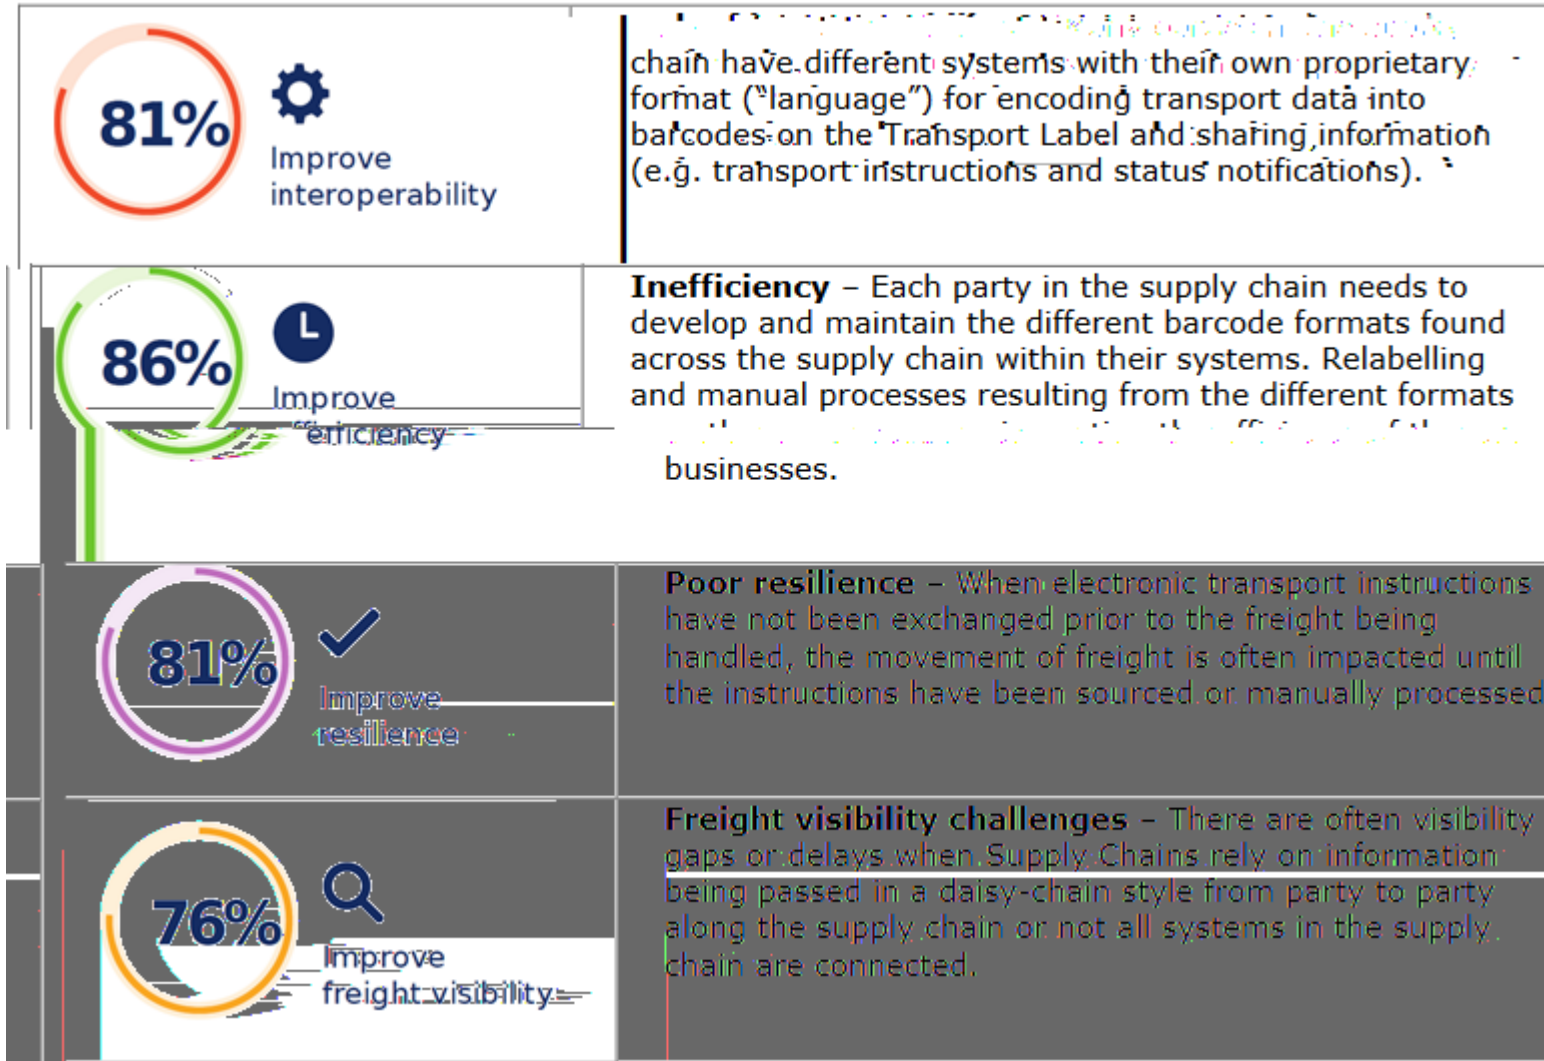 81%
Improve
interoperability
chain have different systems with their own proprietary
format (“language”) for encoding transport data into
barcodes on the Transport Label and sharing information
(e.g. transport instructions and status notifications).
86%
Improve
efficiency
Inefficiency – Each party in the supply chain needs to
develop and maintain the different barcode formats found
across the supply chain within their systems. Relabelling
and manual processes resulting from the different formats
businesses.
81%
Improve
resilience
Poor resilience – When electronic transport instructions
have not been exchanged prior to the freight being
handled, the movement of freight is often impacted until
the instructions have been sourced or manually processed
76%
Improve
freight visibility
Freight visibility challenges – There are often visibility
gaps or delays when Supply Chains rely on information
being passed in a daisy-chain style from party to party
along the supply chain or not all systems in the supply
chain are connected.